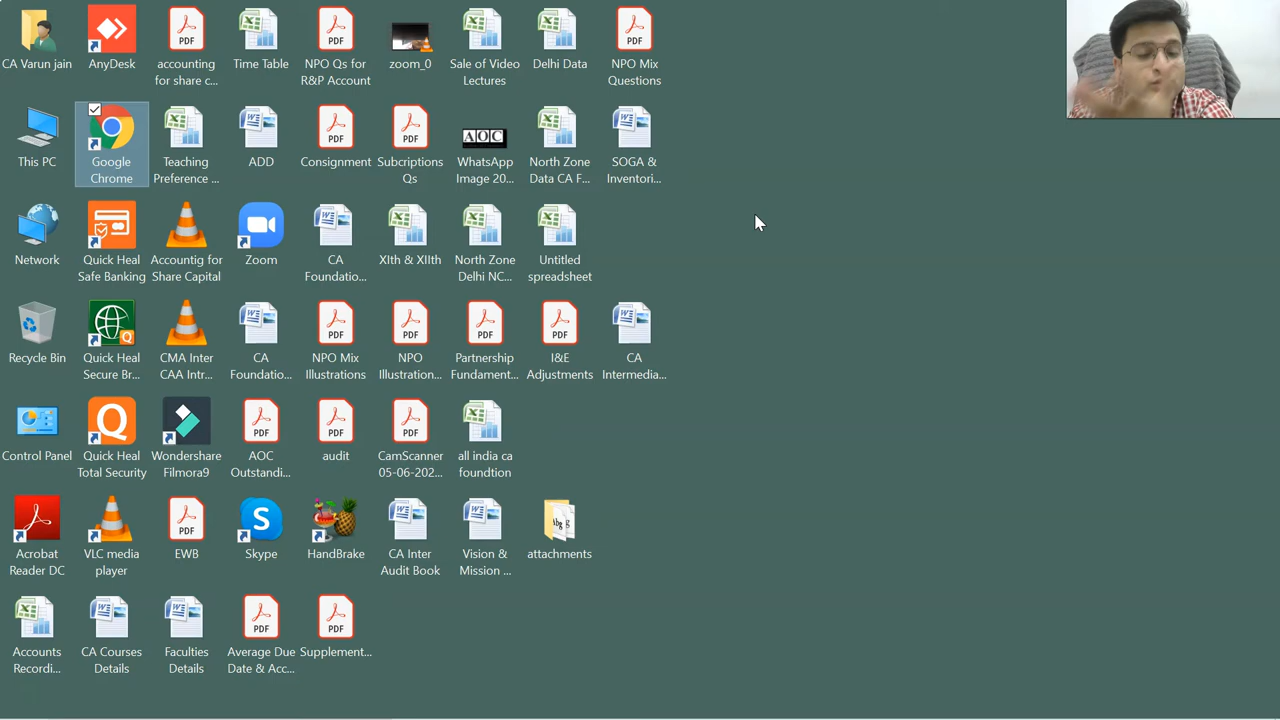 CA Varun jain
AnyDesk
accounting
for share c...
Time Table
NPO Qs for
R&P Account
zoom_0
Sale of Video
Lectures
Delhi Data
NPO Mix
Questions
This PC
Google
Chrome
Teaching
Preference ...
ADD
Consignment
Subcriptions
Qs
AOC
WhatsApp
Image 20...
North Zone
Data CA F...
SOGA &
Inventori...
Network
Quick Heal
Safe Banking
Accountig for
Share Capital
Zoom
CA
Foundatio...
XIth & XIIth
North Zone
Delhi NC...
Untitled
spreadsheet
Recycle Bin
Quick Heal
Secure Br...
CMA Inter
CAA Intr...
CA
Foundatio...
NPO Mix
Illustrations
NPO
Illustration...
Partnership
Fundament...
I&E
Adjustments
CA
Intermedia...
Control Panel
Quick Heal
Total Security
Wondershare
Filmora9
AOC
Outstandi...
audit
CamScanner
05-06-202...
all india ca
foundtion
Acrobat
Reader DC
VLC media
player
EWB
Skype
HandBrake
CA Inter
Audit Book
Vision &
Mission ...
attachments
Accounts
Recordi...
CA Courses
Details
Faculties
Details
Average Due
Date & Acc...
Supplement...